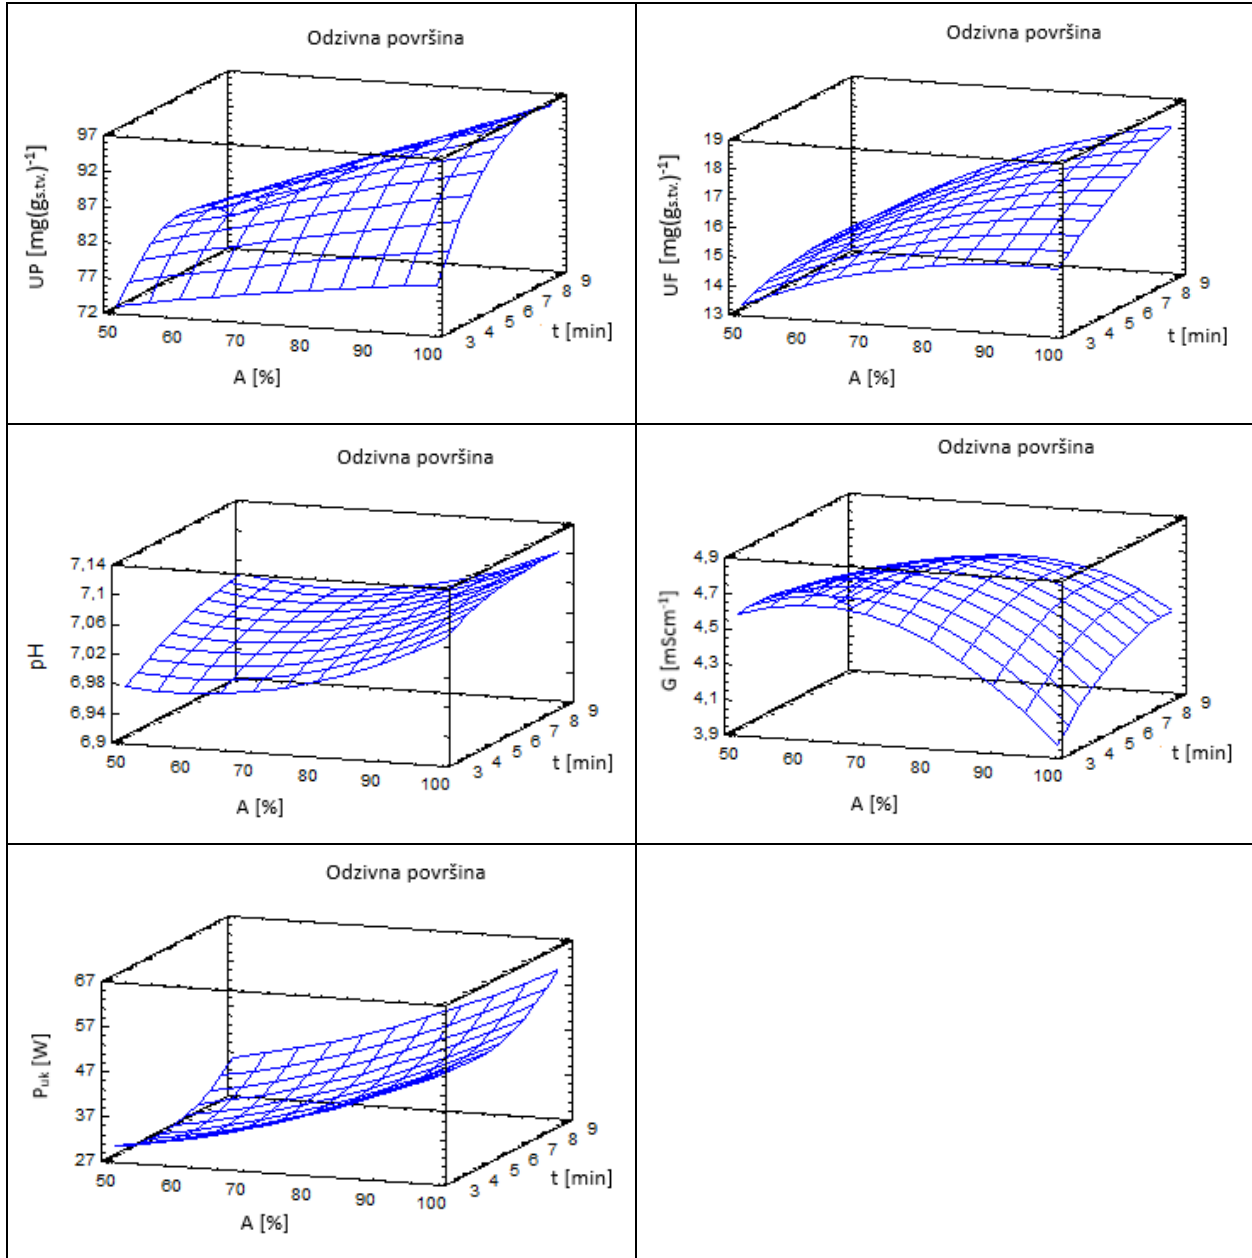 Odzivna površina
97
92
87
82
77
72
UP [mg(gs.tv.)-1]
50 60 70 80 90 100
A [%]
3 4 5 6 7 8 9
t [min]
Odzivna površina
19
18
17
16
15
14
13
UF [mg(gs.tv.)-1]
50 60 70 80 90 100
A [%]
3 4 5 6 7 8 9
t [min]
Odzivna površina
7,14
7,1
7,06
7,02
6,98
6,94
6,9
pH
50 60 70 80 90 100
A [%]
3 4 5 6 7 8 9
t [min]
Odzivna površina
4,9
4,7
4,5
4,3
4,1
3,9
G [mScm-1]
50 60 70 80 90 100
A [%]
3 4 5 6 7 8 9
t [min]
Odzivna površina
67
57
47
37
27
Puk [W]
50 60 70 80 90 100
A [%]
3 4 5 6 7 8 9
t [min]